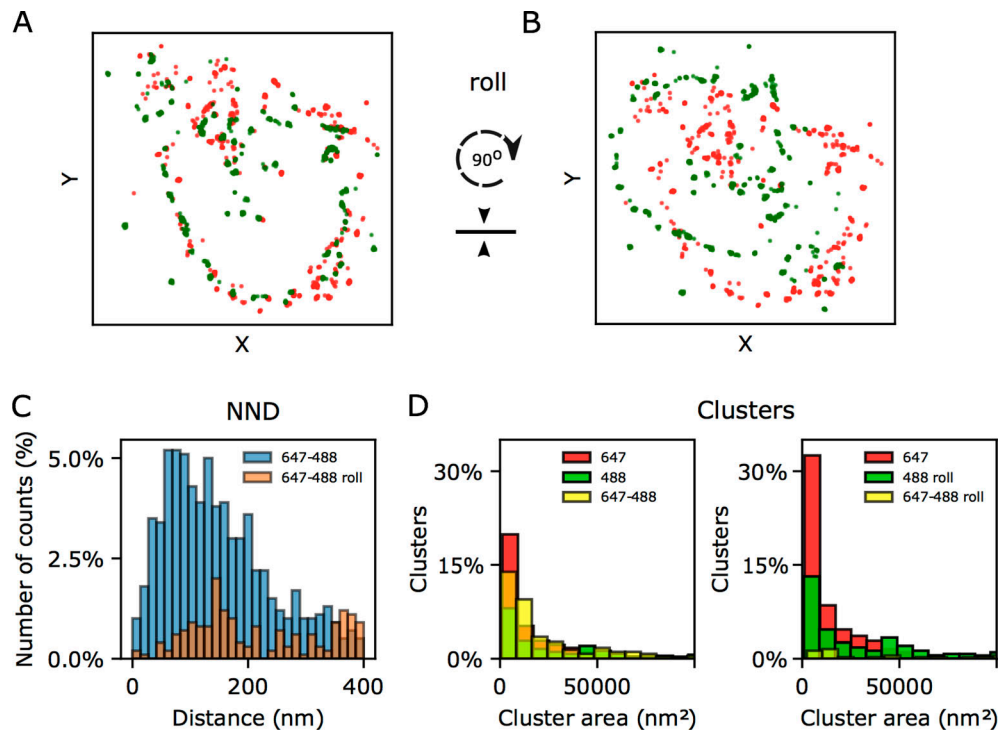 A
B
Y
X
roll
90°
Y
X
C
NND
Number of counts (%)
5.0%
2.5%
0.0%
647-488
647-488 roll
0
200
400
Distance (nm)
D
Clusters
Clusters
30%
15%
0%
647
488
647-488
0
50000
Cluster area (nm²)
Clusters
30%
15%
0%
647
488 roll
647-488 roll
0
50000
Cluster area (nm²)